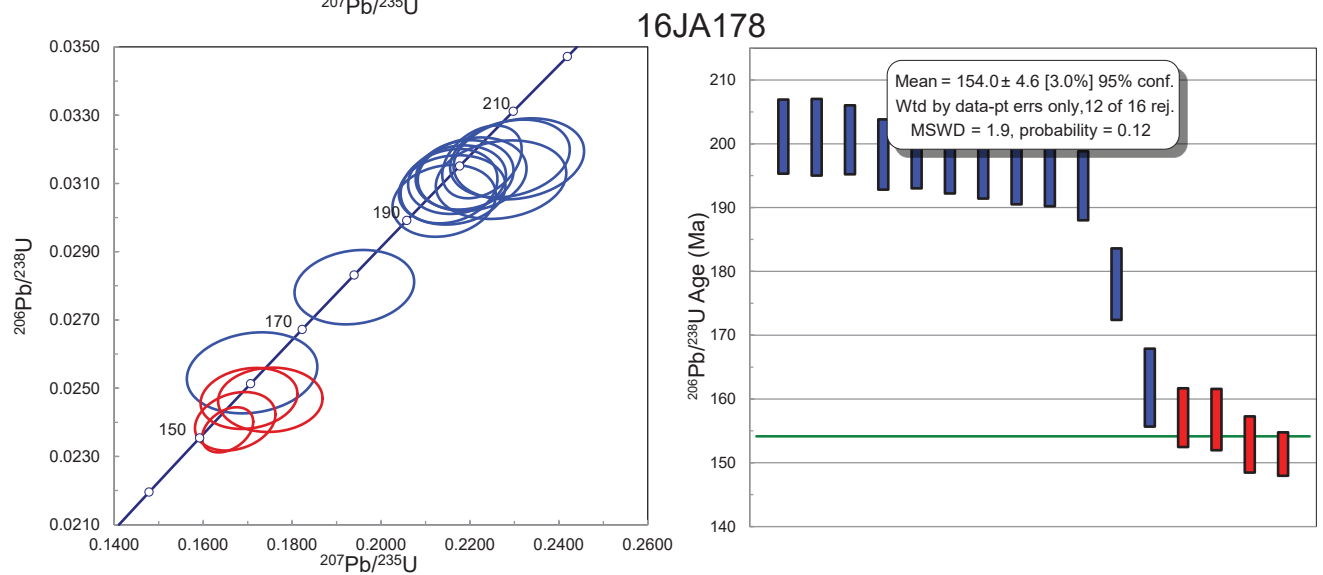 ²⁰⁷Pb/²³⁵U
16JA178
0.0350
0.0330
0.0310
0.0290
0.0270
0.0250
0.0230
0.0210
²⁰⁶Pb/²³⁸U
210
190
170
150
0.1400 0.1600 0.1800 0.2000 0.2200 0.2400 0.2600
²⁰⁷Pb/²³⁵U
Mean = 154.0± 4.6 [3.0%] 95% conf.
Wtd by data-pt errs only,12 of 16 rej.
MSWD = 1.9, probability = 0.12
210
200
190
180
170
160
150
140
²⁰⁶Pb/²³⁸U Age (Ma)